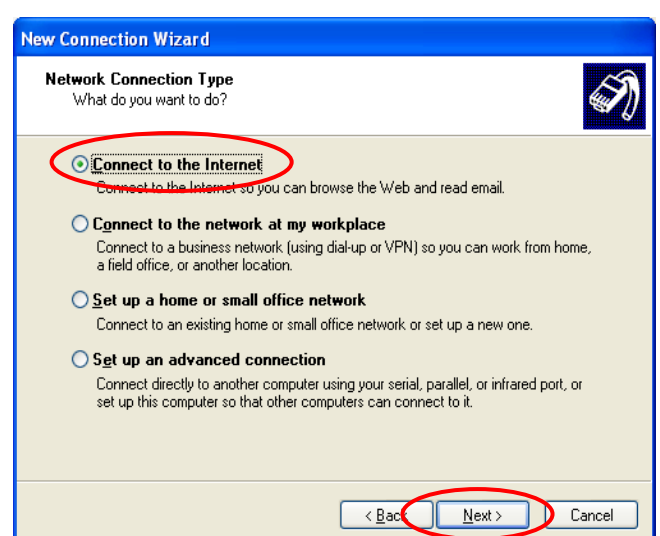 New Connection Wizard
Network Connection Type
What do you want to do?
Connect to the Internet
Connect to the Internet so you can browse the Web and read email.
Connect to the network at my workplace
Connect to a business network (using dial-up or VPN) so you can work from home,
a field office, or another location.
Set up a home or small office network
Connect to an existing home or small office network or set up a new one.
Set up an advanced connection
Connect directly to another computer using your serial, parallel, or infrared port, or
set up this computer so that other computers can connect to it.
< Back Next > Cancel